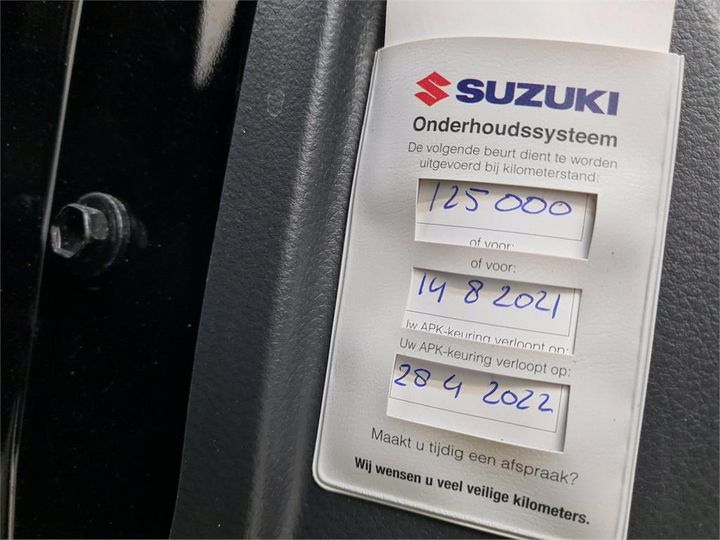 SUZUKI
Onderhoudssysteem
De volgende beurt dient te worden
uitgevoerd bij kilometerstand:
125 000
of voor:
of voor:
14 8 2021
Uw APK-keuring verloopt op:
Uw APK-keuring verloopt op:
28 4 2022
Maakt u tijdig een afspraak?
Wij wensen u veel veilige kilometers.